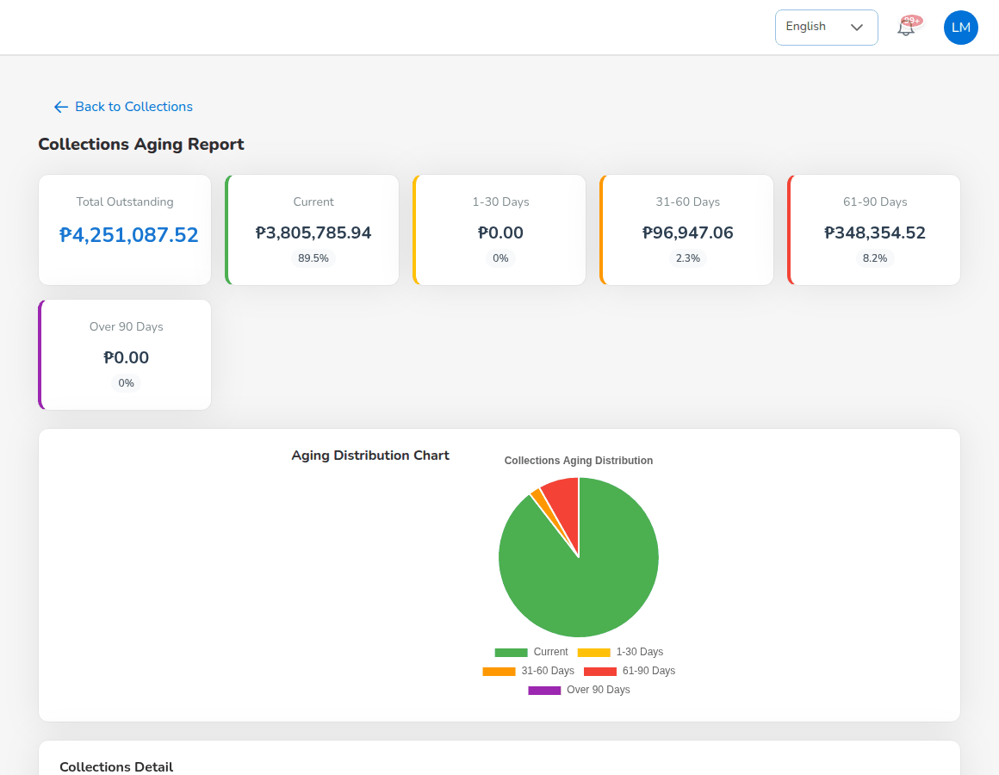 English
99+
LM
Back to Collections
Collections Aging Report
Total Outstanding
₱4,251,087.52
Current
₱3,805,785.94
89.5%
1-30 Days
₱0.00
0%
31-60 Days
₱96,947.06
2.3%
61-90 Days
₱348,354.52
8.2%
Over 90 Days
₱0.00
0%
Aging Distribution Chart
Collections Aging Distribution
Current
1-30 Days
31-60 Days
61-90 Days
Over 90 Days
Collections Detail